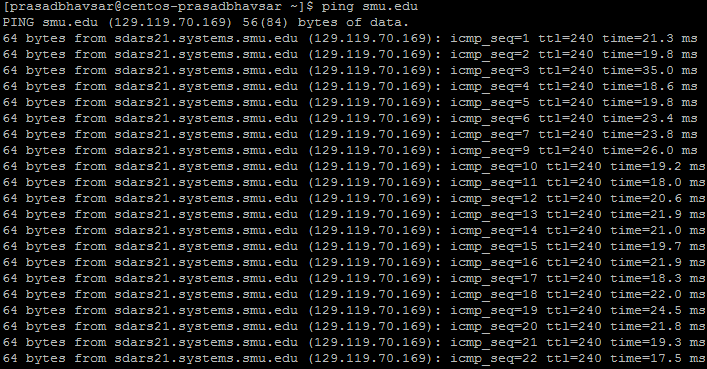 [prasadbhavsar@centos-prasadbhavsar ~]$ ping smu.edu
PING smu.edu (129.119.70.169) 56(84) bytes of data.
64 bytes from sdars21.systems.smu.edu (129.119.70.169): icmp_seq=1 ttl=240 time=21.3 ms
64 bytes from sdars21.systems.smu.edu (129.119.70.169): icmp_seq=2 ttl=240 time=19.8 ms
64 bytes from sdars21.systems.smu.edu (129.119.70.169): icmp_seq=3 ttl=240 time=35.0 ms
64 bytes from sdars21.systems.smu.edu (129.119.70.169): icmp_seq=4 ttl=240 time=18.6 ms
64 bytes from sdars21.systems.smu.edu (129.119.70.169): icmp_seq=5 ttl=240 time=19.8 ms
64 bytes from sdars21.systems.smu.edu (129.119.70.169): icmp_seq=6 ttl=240 time=23.4 ms
64 bytes from sdars21.systems.smu.edu (129.119.70.169): icmp_seq=7 ttl=240 time=23.8 ms
64 bytes from sdars21.systems.smu.edu (129.119.70.169): icmp_seq=9 ttl=240 time=26.0 ms
64 bytes from sdars21.systems.smu.edu (129.119.70.169): icmp_seq=10 ttl=240 time=19.2 ms
64 bytes from sdars21.systems.smu.edu (129.119.70.169): icmp_seq=11 ttl=240 time=18.0 ms
64 bytes from sdars21.systems.smu.edu (129.119.70.169): icmp_seq=12 ttl=240 time=20.6 ms
64 bytes from sdars21.systems.smu.edu (129.119.70.169): icmp_seq=13 ttl=240 time=21.9 ms
64 bytes from sdars21.systems.smu.edu (129.119.70.169): icmp_seq=14 ttl=240 time=21.0 ms
64 bytes from sdars21.systems.smu.edu (129.119.70.169): icmp_seq=15 ttl=240 time=19.7 ms
64 bytes from sdars21.systems.smu.edu (129.119.70.169): icmp_seq=16 ttl=240 time=21.9 ms
64 bytes from sdars21.systems.smu.edu (129.119.70.169): icmp_seq=17 ttl=240 time=18.3 ms
64 bytes from sdars21.systems.smu.edu (129.119.70.169): icmp_seq=18 ttl=240 time=22.0 ms
64 bytes from sdars21.systems.smu.edu (129.119.70.169): icmp_seq=19 ttl=240 time=24.5 ms
64 bytes from sdars21.systems.smu.edu (129.119.70.169): icmp_seq=20 ttl=240 time=21.8 ms
64 bytes from sdars21.systems.smu.edu (129.119.70.169): icmp_seq=21 ttl=240 time=19.3 ms
64 bytes from sdars21.systems.smu.edu (129.119.70.169): icmp_seq=22 ttl=240 time=17.5 ms